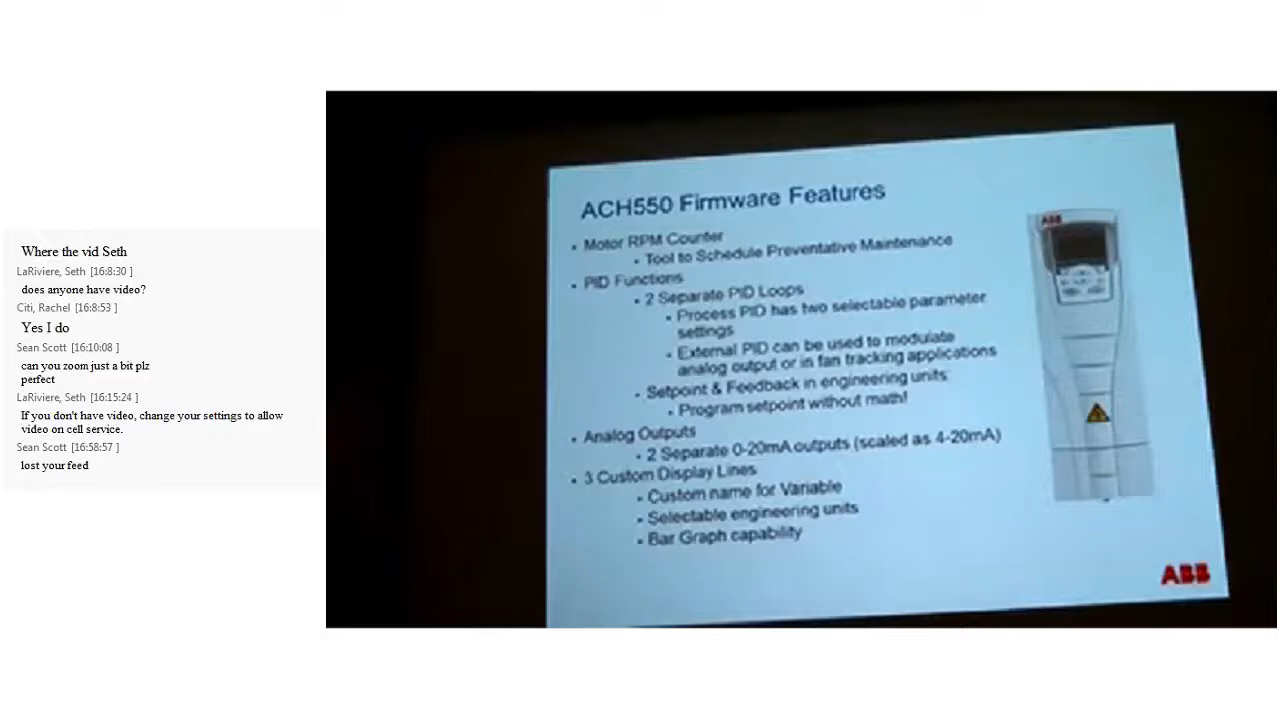 Where the vid Seth
LaRiviere, Seth [16:8:30 ]
does anyone have video?
Citi, Rachel [16:8:53 ]
Yes I do
Sean Scott [16:10:08 ]
can you zoom just a bit plz
perfect
LaRiviere, Seth [16:15:24 ]
If you don't have video, change your settings to allow
video on cell service.
Sean Scott [16:58:57 ]
lost your feed
ACH550 Firmware Features
• Motor RPM Counter
• Tool to Schedule Preventative Maintenance
• PID Functions
• 2 Separate PID Loops
• Process PID has two selectable parameter
settings
• External PID can be used to modulate
analog output or in fan tracking applications
• Setpoint & Feedback in engineering units
• Program setpoint without math!
• Analog Outputs
• 2 Separate 0-20mA outputs (scaled as 4-20mA)
• 3 Custom Display Lines
• Custom name for Variable
• Selectable engineering units
• Bar Graph capability
ABB
ABB